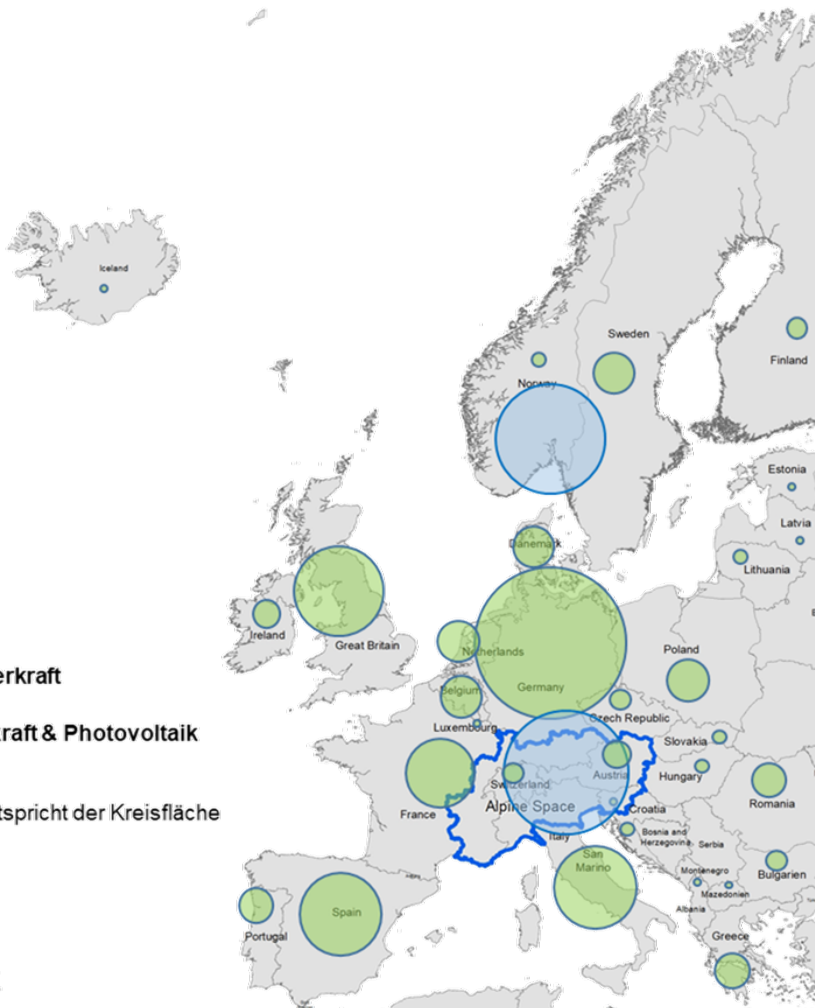 Iceland
Sweden
Finland
Norway
Estonia
Latvia
Dänemark
Lithuania
Ireland
Great Britain
Netherlands
Poland
erkraft
Belgium
Germany
Czech Republic
Luxembourg
kraft & Photovoltaik
Slovakia
Switzerland
Austria
Hungary
Alpine Space
Romania
tspricht der Kreisfläche
France
Croatia
Italy
Bosnia and
Herzegovina
Serbia
San
Marino
Montenegro
Bulgarien
Mazedonien
Spain
Albania
Portugal
Greece